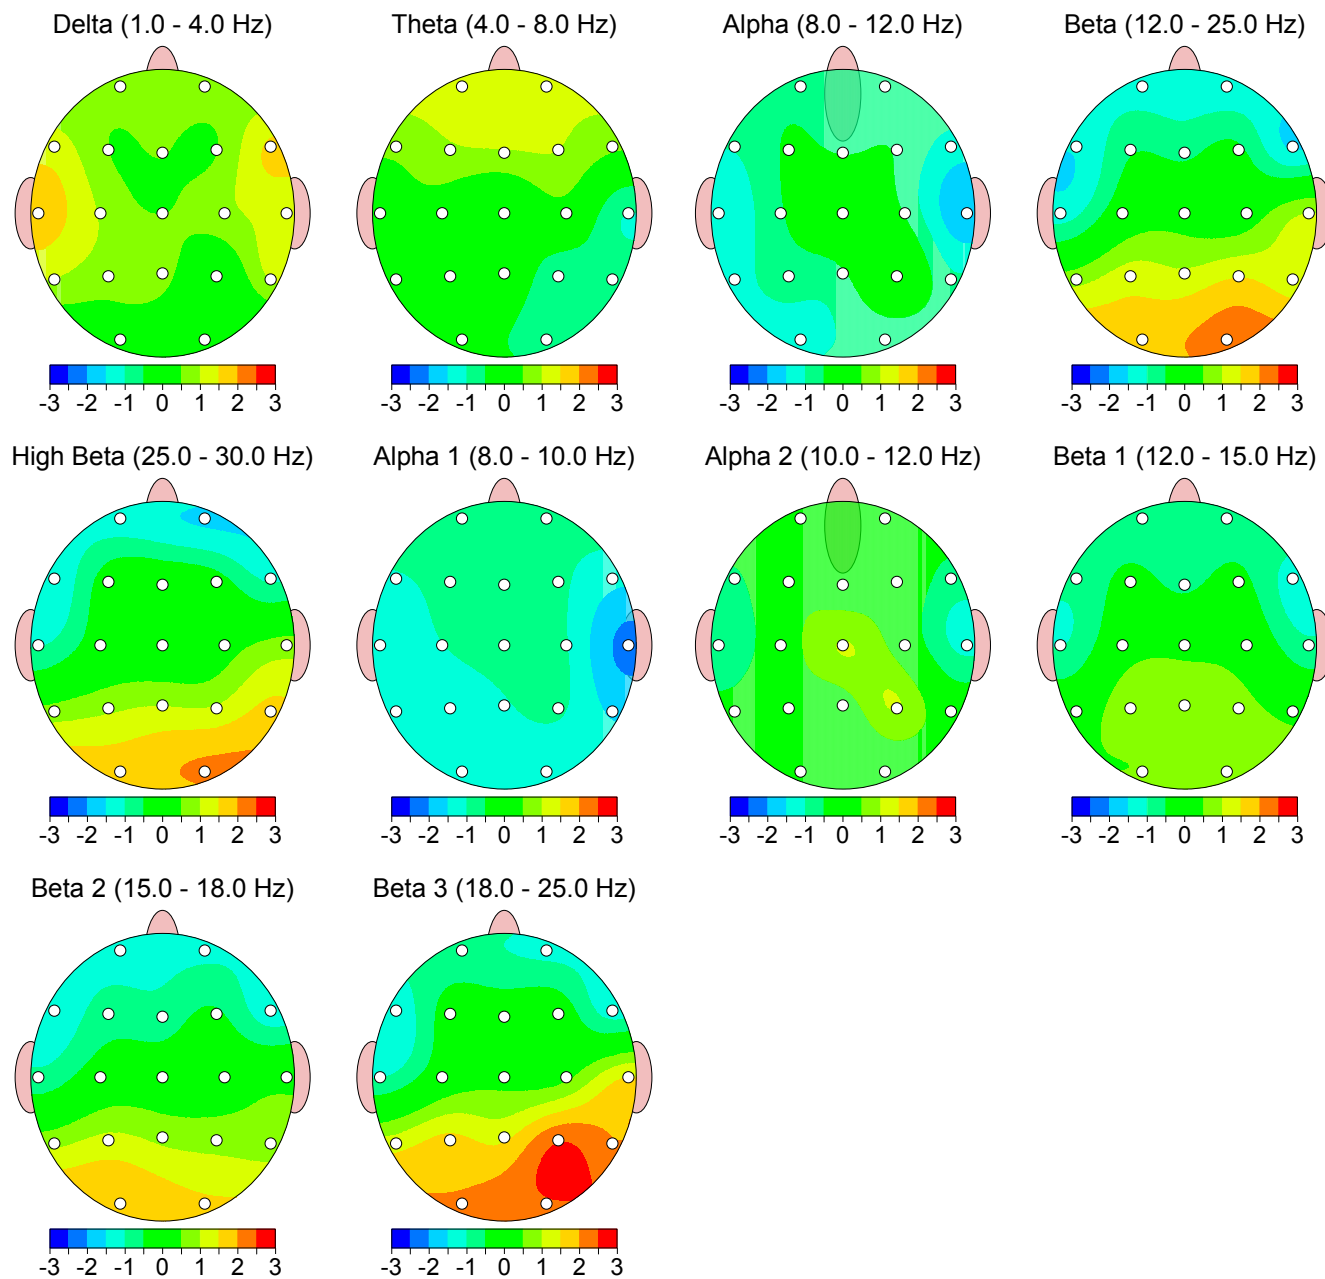 Delta (1.0 - 4.0 Hz) Theta (4.0 - 8.0 Hz) Alpha (8.0 - 12.0 Hz) Beta (12.0 - 25.0 Hz)
-3 -2 -1 0 1 2 3 -3 -2 -1 0 1 2 3 -3 -2 -1 0 1 2 3 -3 -2 -1 0 1 2 3
High Beta (25.0 - 30.0 Hz) Alpha 1 (8.0 - 10.0 Hz) Alpha 2 (10.0 - 12.0 Hz) Beta 1 (12.0 - 15.0 Hz)
-3 -2 -1 0 1 2 3 -3 -2 -1 0 1 2 3 -3 -2 -1 0 1 2 3 -3 -2 -1 0 1 2 3
Beta 2 (15.0 - 18.0 Hz) Beta 3 (18.0 - 25.0 Hz)
-3 -2 -1 0 1 2 3 -3 -2 -1 0 1 2 3